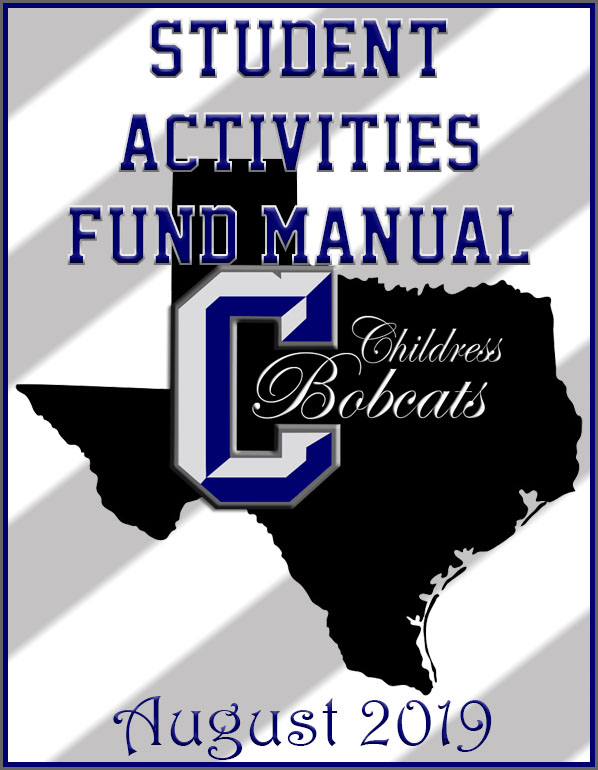 STUDENT
ACTIVITIES
FUND MANUAL
C
Childress
Bobcats
August 2019